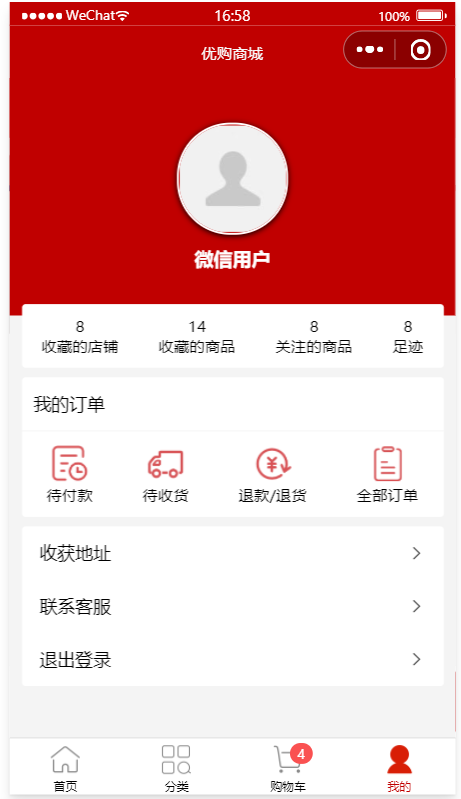 WeChat 16:58 100%
优购商城
微信用户
8 14 8 8
收藏的店铺 收藏的商品 关注的商品 足迹
我的订单
待付款 待收货 退款/退货 全部订单
收获地址
联系客服
退出登录
4
首页 分类 购物车 我的